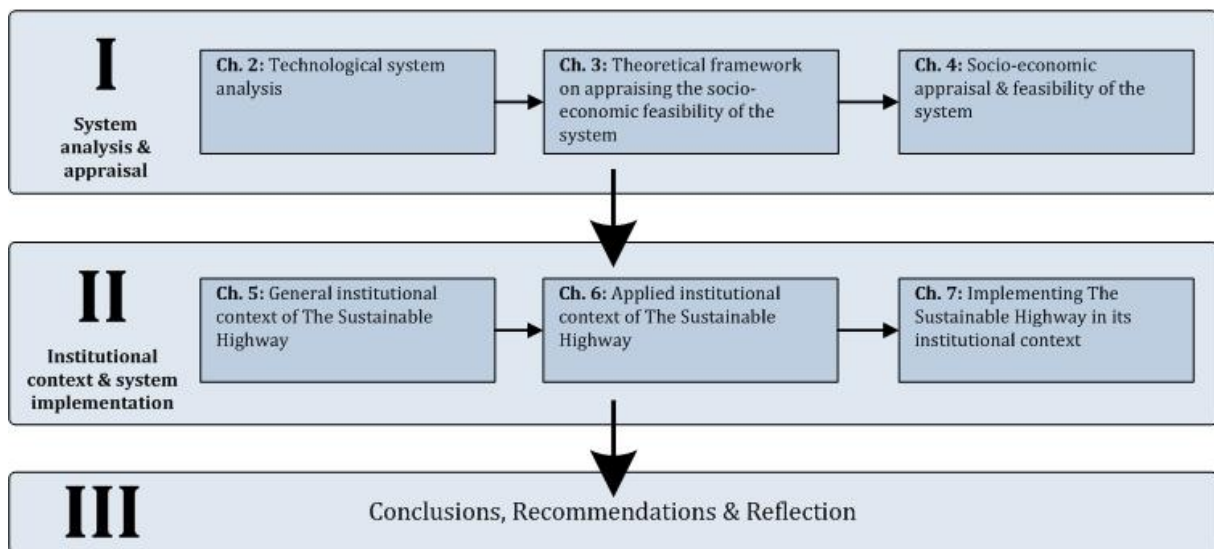 I
System
analysis &
appraisal
Ch. 2: Technological system
analysis
Ch. 3: Theoretical framework
on appraising the socio-
economic feasibility of the
system
Ch. 4: Socio-economic
appraisal & feasibility of the
system
II
Institutional
context & system
implementation
Ch. 5: General institutional
context of The Sustainable
Highway
Ch. 6: Applied institutional
context of The Sustainable
Highway
Ch. 7: Implementing The
Sustainable Highway in its
institutional context
III
Conclusions, Recommendations & Reflection